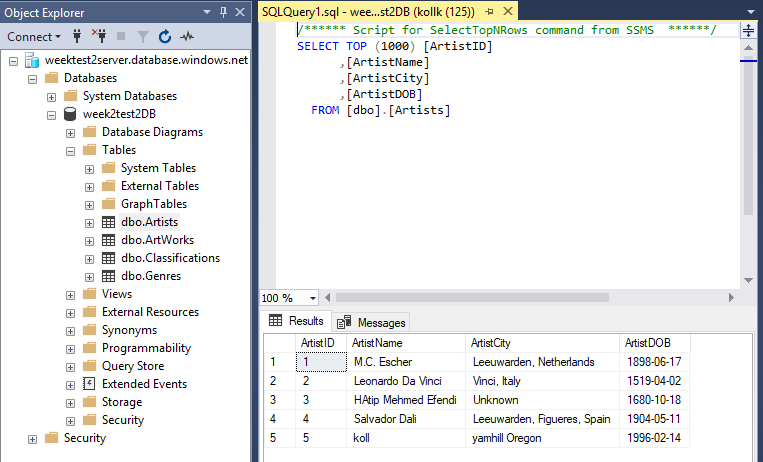 Object Explorer
Connect
weektest2server.database.windows.net
Databases
System Databases
week2test2DB
Database Diagrams
Tables
System Tables
External Tables
GraphTables
dbo.Artists
dbo.ArtWorks
dbo.Classifications
dbo.Genres
Views
External Resources
Synonyms
Programmability
Query Store
Extended Events
Storage
Security
Security
SQLQuery1.sql - wee...st2DB (kollk (125))
/****** Script for SelectTopNRows command from SSMS ******/
SELECT TOP (1000) [ArtistID]
,[ArtistName]
,[ArtistCity]
,[ArtistDOB]
FROM [dbo].[Artists]
100 %
Results Messages
ArtistID ArtistName ArtistCity ArtistDOB
1 1 M.C. Escher Leeuwarden, Netherlands 1898-06-17
2 2 Leonardo Da Vinci Vinci, Italy 1519-04-02
3 3 HAtip Mehmed Efendi Unknown 1680-10-18
4 4 Salvador Dali Leeuwarden, Figueres, Spain 1904-05-11
5 5 koll yamhill Oregon 1996-02-14